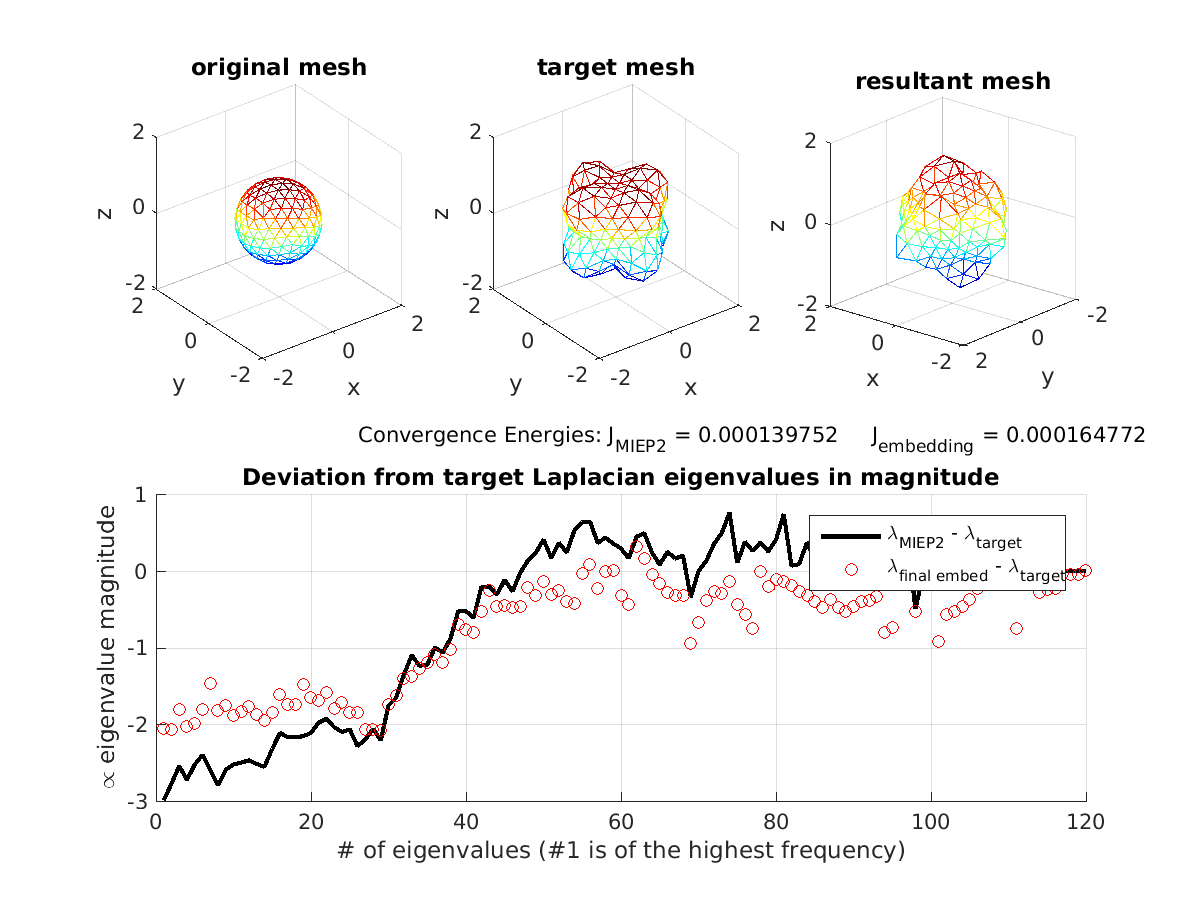 original mesh
target mesh
resultant mesh
2
0
-2
z
2
0
-2
y
-2
0
2
x
2
0
-2
z
2
0
-2
y
-2
0
2
x
2
0
-2
z
2
0
-2
x
2
0
-2
y
Convergence Energies: J_MIEP2 = 0.000139752 J_embedding = 0.000164772
Deviation from target Laplacian eigenvalues in magnitude
1
0
-1
-2
-3
∝ eigenvalue magnitude
λ_MIEP2 - λ_target
λ_final embed - λ_target
0 20 40 60 80 100 120
# of eigenvalues (#1 is of the highest frequency)